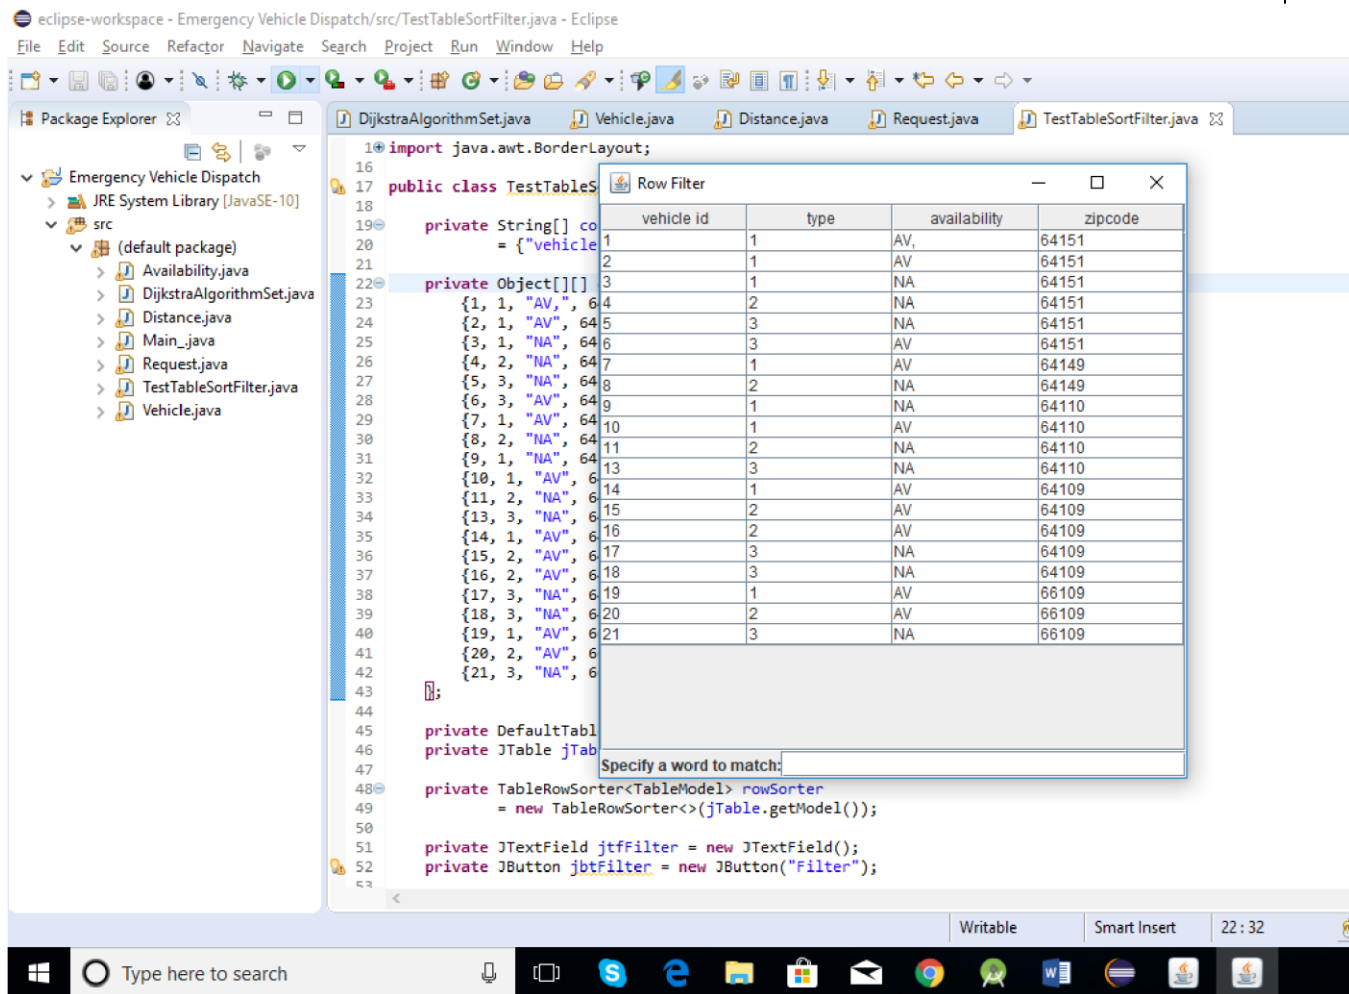 eclipse-workspace - Emergency Vehicle Dispatch/src/TestTableSortFilter.java - Eclipse
File Edit Source Refactor Navigate Search Project Run Window Help
Package Explorer
DijkstraAlgorithmSet.java Vehicle.java Distance.java Request.java TestTableSortFilter.java
Emergency Vehicle Dispatch
JRE System Library [JavaSE-10]
src
(default package)
Availability.java
DijkstraAlgorithmSet.java
Distance.java
Main_.java
Request.java
TestTableSortFilter.java
Vehicle.java
1 import java.awt.BorderLayout;
16
17 public class TestTableS
18
19 private String[] co
20 = {"vehicle
21
22 private Object[][]
23 {1, 1, "AV,", 6
24 {2, 1, "AV", 64
25 {3, 1, "NA", 64
26 {4, 2, "NA", 64
27 {5, 3, "NA", 64
28 {6, 3, "AV", 64
29 {7, 1, "AV", 64
30 {8, 2, "NA", 64
31 {9, 1, "NA", 64
32 {10, 1, "AV", 6
33 {11, 2, "NA", 6
34 {13, 3, "NA", 6
35 {14, 1, "AV", 6
36 {15, 2, "AV", 6
37 {16, 2, "AV", 6
38 {17, 3, "NA", 6
39 {18, 3, "NA", 6
40 {19, 1, "AV", 6
41 {20, 2, "AV", 6
42 {21, 3, "NA", 6
43 };
44
45 private DefaultTabl
46 private JTable jTab
47
48 private TableRowSorter<TableModel> rowSorter
49 = new TableRowSorter<>(jTable.getModel());
50
51 private JTextField jtfFilter = new JTextField();
52 private JButton jbtFilter = new JButton("Filter");
53
Row Filter
vehicle id type availability zipcode
1 1 AV, 64151
2 1 AV 64151
3 1 NA 64151
4 2 NA 64151
5 3 NA 64151
6 3 AV 64151
7 1 AV 64149
8 2 NA 64149
9 1 NA 64110
10 1 AV 64110
11 2 NA 64110
13 3 NA 64110
14 1 AV 64109
15 2 AV 64109
16 2 AV 64109
17 3 NA 64109
18 3 NA 64109
19 1 AV 66109
20 2 AV 66109
21 3 NA 66109
Specify a word to match:
Writable Smart Insert 22 : 32
Type here to search